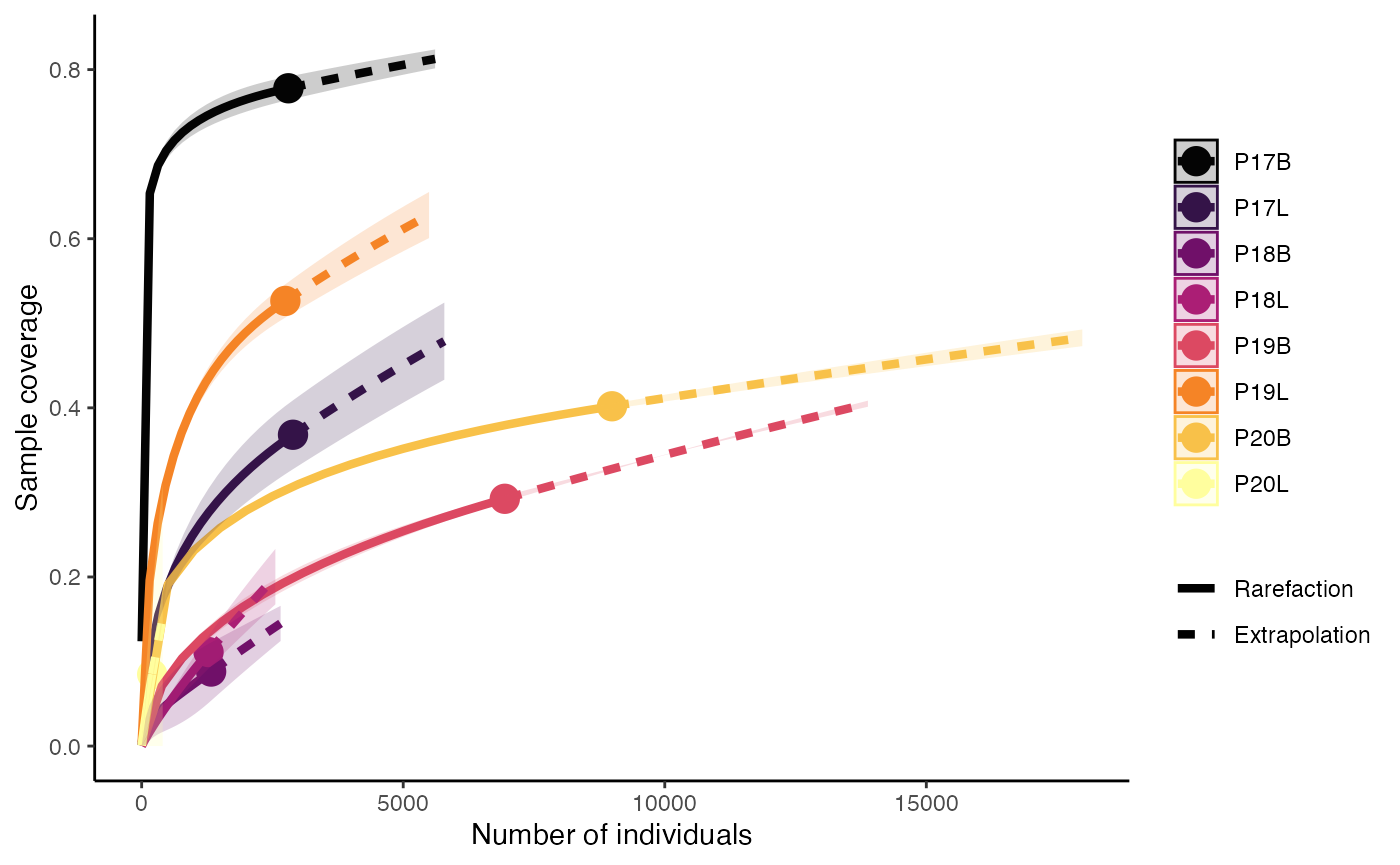 0.8
0.6
0.4
0.2
0.0
Sample coverage
0
5000
10000
15000
Number of individuals
P17B
P17L
P18B
P18L
P19B
P19L
P20B
P20L
Rarefaction
Extrapolation